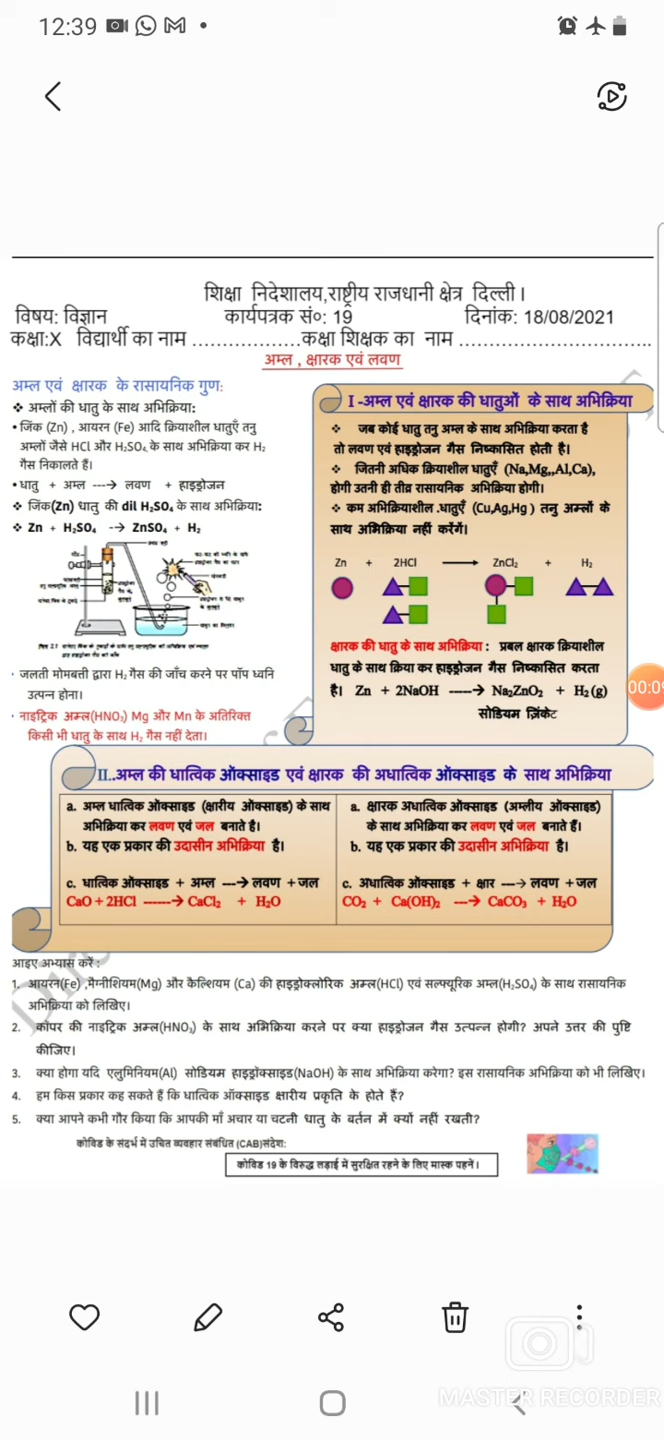 12:39
शिक्षा निदेशालय,राष्ट्रीय राजधानी क्षेत्र दिल्ली।
विषय: विज्ञान कार्यपत्रक सं०: 19 दिनांक: 18/08/2021
कक्षा:X विद्यार्थी का नाम ..................कक्षा शिक्षक का नाम ..............................
अम्ल , क्षारक एवं लवण
अम्ल एवं क्षारक के रासायनिक गुण:
❖ अम्लों की धातु के साथ अभिक्रिया:
• जिंक (Zn) , आयरन (Fe) आदि क्रियाशील धातुएँ तनु
अम्लों जैसे HCl और H₂SO₄ के साथ अभिक्रिया कर H₂
गैस निकालते हैं।
• धातु + अम्ल ---→ लवण + हाइड्रोजन
❖ जिंक(Zn) धातु की dil H₂SO₄ के साथ अभिक्रिया:
❖ Zn + H₂SO₄ --→ ZnSO₄ + H₂
· जलती मोमबत्ती द्वारा H₂ गैस की जाँच करने पर पॉप ध्वनि
उत्पन्न होना।
· नाइट्रिक अम्ल(HNO₃) Mg और Mn के अतिरिक्त
किसी भी धातु के साथ H₂ गैस नहीं देता।
I -अम्ल एवं क्षारक की धातुओं के साथ अभिक्रिया
❖ जब कोई धातु तनु अम्ल के साथ अभिक्रिया करता है
तो लवण एवं हाइड्रोजन गैस निष्कासित होती है।
❖ जितनी अधिक क्रियाशील धातुएँ (Na,Mg,,Al,Ca),
होगी उतनी ही तीव्र रासायनिक अभिक्रिया होगी।
❖ कम अभिक्रियाशील .धातुएँ (Cu,Ag,Hg ) तनु अम्लों के
साथ अभिक्रिया नहीं करेंगे।
Zn + 2HCl → ZnCl₂ + H₂
क्षारक की धातु के साथ अभिक्रिया : प्रबल क्षारक क्रियाशील
धातु के साथ क्रिया कर हाइड्रोजन गैस निष्कासित करता
है। Zn + 2NaOH -----→ Na₂ZnO₂ + H₂(g)
सोडियम ज़िंकेट
00:09
II..अम्ल की धात्विक ऑक्साइड एवं क्षारक की अधात्विक ऑक्साइड के साथ अभिक्रिया
a. अम्ल धात्विक ऑक्साइड (क्षारीय ऑक्साइड) के साथ
अभिक्रिया कर लवण एवं जल बनाते है।
b. यह एक प्रकार की उदासीन अभिक्रिया है।
c. धात्विक ऑक्साइड + अम्ल ---→ लवण +जल
CaO + 2HCl ------→ CaCl₂ + H₂O
a. क्षारक अधात्विक ऑक्साइड (अम्लीय ऑक्साइड)
के साथ अभिक्रिया कर लवण एवं जल बनाते हैं।
b. यह एक प्रकार की उदासीन अभिक्रिया है।
c. अधात्विक ऑक्साइड + क्षार ---→ लवण +जल
CO₂ + Ca(OH)₂ ---→ CaCO₃ + H₂O
आइए अभ्यास करें :
1. आयरन(Fe) ,मैग्नीशियम(Mg) और कैल्शियम (Ca) की हाइड्रोक्लोरिक अम्ल(HCl) एवं सल्फ्यूरिक अम्ल(H₂SO₄) के साथ रासायनिक
अभिक्रिया को लिखिए।
2. कॉपर की नाइट्रिक अम्ल(HNO₃) के साथ अभिक्रिया करने पर क्या हाइड्रोजन गैस उत्पन्न होगी? अपने उत्तर की पुष्टि
कीजिए।
3. क्या होगा यदि एलुमिनियम(Al) सोडियम हाइड्रॉक्साइड(NaOH) के साथ अभिक्रिया करेगा? इस रासायनिक अभिक्रिया को भी लिखिए।
4. हम किस प्रकार कह सकते हैं कि धात्विक ऑक्साइड क्षारीय प्रकृति के होते हैं?
5. क्या आपने कभी गौर किया कि आपकी माँ अचार या चटनी धातु के बर्तन में क्यों नहीं रखती?
कोविड के संदर्भ में उचित व्यवहार संबंधित (CAB)संदेश:
कोविड 19 के विरुद्ध लड़ाई में सुरक्षित रहने के लिए मास्क पहनें।
MASTER RECORDER